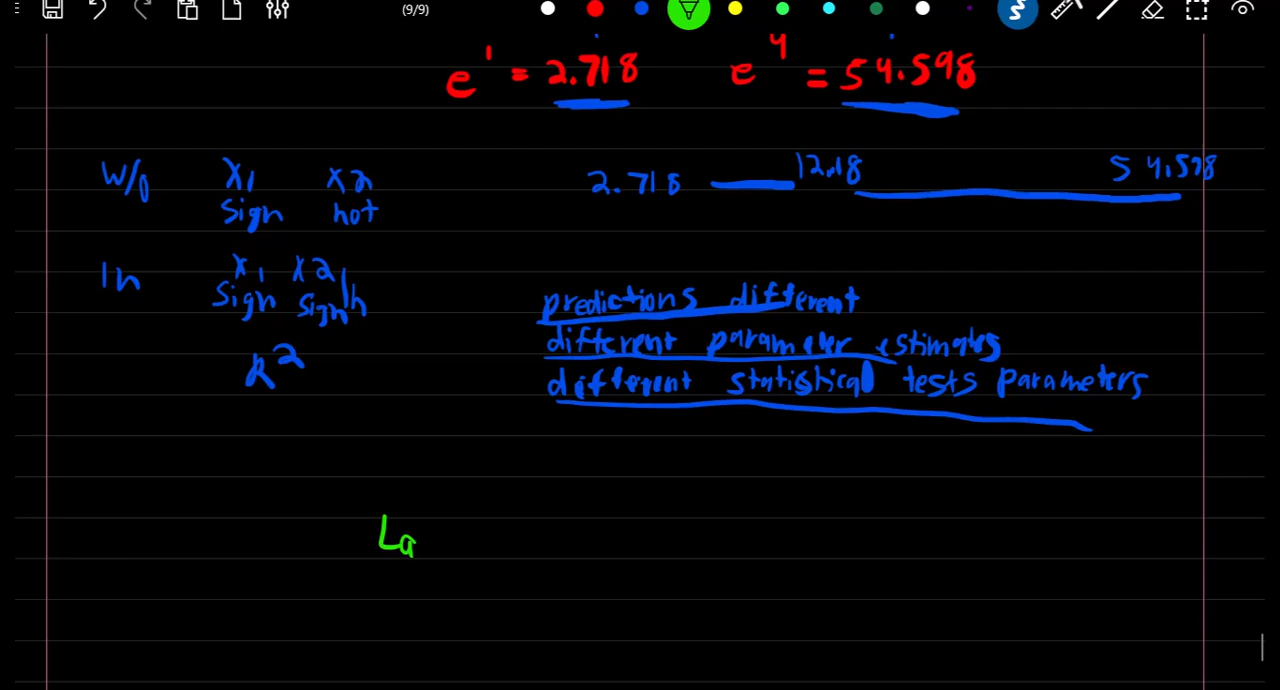 (9/9)
e¹ = 2.718 e⁴ = 54.598
W/o X1 X2 2.718 12.18 54.598
Sign not
ln X1 X2
Sign Sign
predictions different
different parameter estimates
R² different statistical tests parameters
La